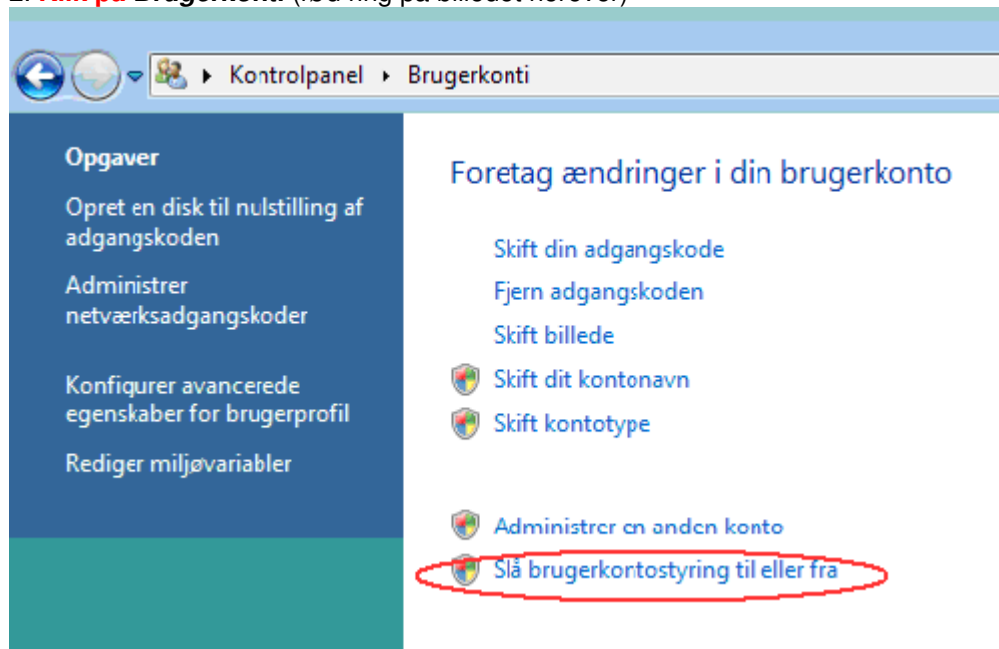 Kontrolpanel ▸ Brugerkonti
Opgaver
Opret en disk til nulstilling af
adgangskoden
Administrer
netværksadgangskoder
Konfigurer avancerede
egenskaber for brugerprofil
Rediger miljøvariabler
Foretag ændringer i din brugerkonto
Skift din adgangskode
Fjern adgangskoden
Skift billede
Skift dit kontonavn
Skift kontotype
Administrer en anden konto
Slå brugerkontostyring til eller fra